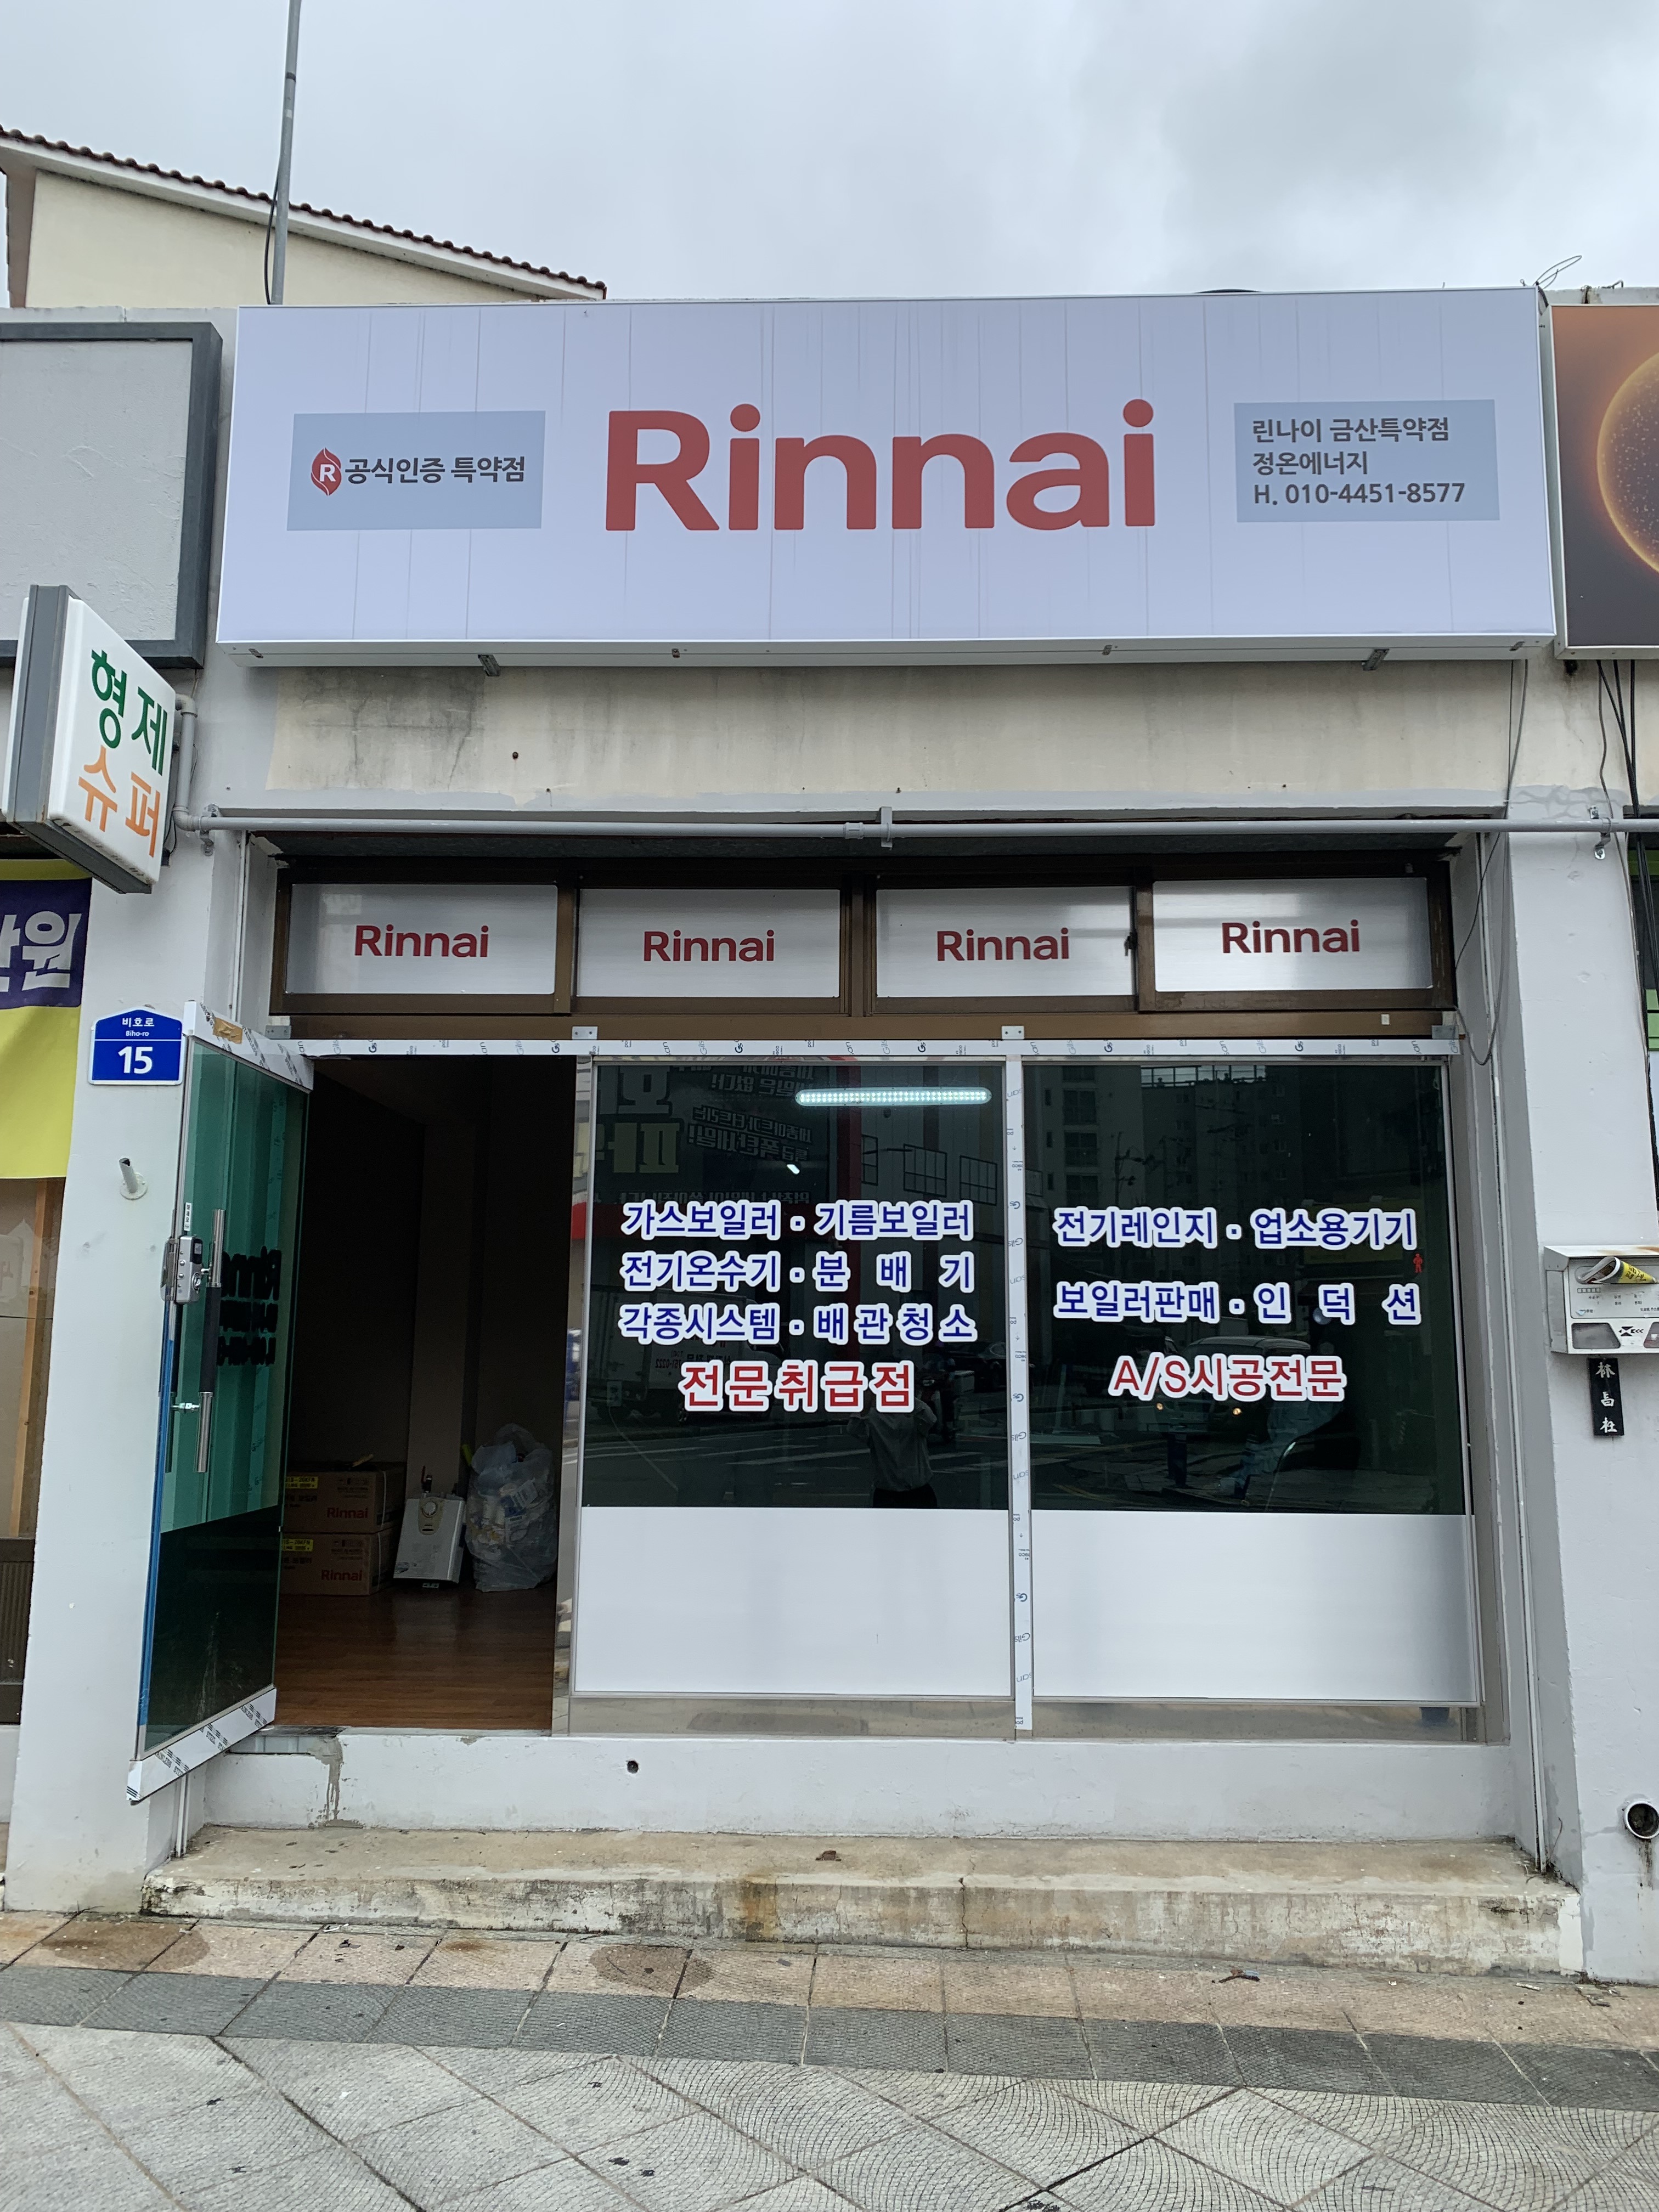 공식인증 특약점
Rinnai
린나이 금산특약점
정온에너지
H. 010-4451-8577
형제
슈퍼
Rinnai
Rinnai
Rinnai
Rinnai
비호로
Biho-ro
15
가스보일러 · 기름보일러
전기온수기 · 분 배 기
각종시스템 · 배관청소
전문취급점
전기레인지 · 업소용기기
보일러판매 · 인 덕 션
A/S시공전문
Rinnai
Rinnai